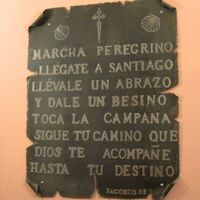 MARCHA PEREGRINO
LLÉGATE A SANTIAGO
LLÉVALE UN ABRAZO
Y DALE UN BESINO
TOCA LA CAMPANA
SIGUE TU CAMINO QUE
DIOS TE ACOMPAÑE
HASTA TU DESTINO